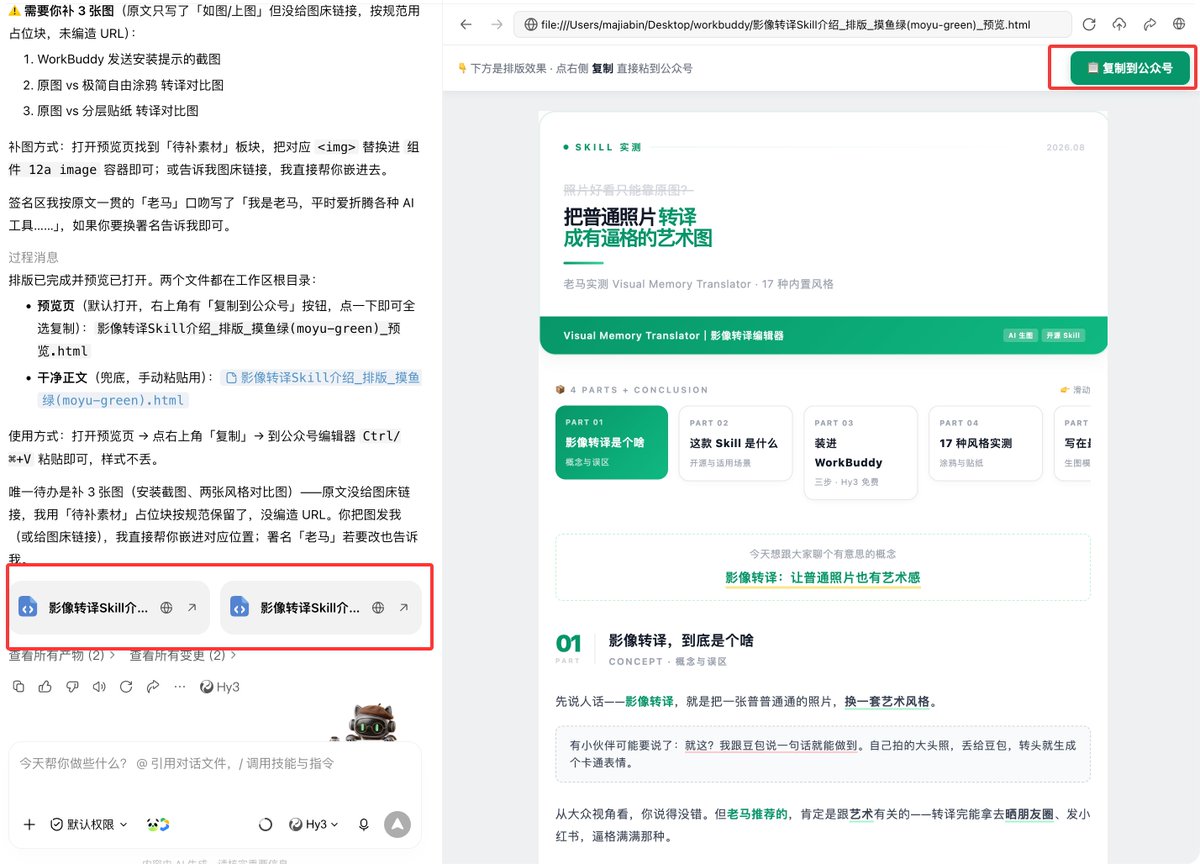 ⚠️ 需要你补 3 张图（原文只写了「如图/上图」但没给图床链接，按规范用
占位块，未编造 URL）：
1. WorkBuddy 发送安装提示的截图
2. 原图 vs 极简自由涂鸦 转译对比图
3. 原图 vs 分层贴纸 转译对比图
补图方式：打开预览页找到「待补素材」板块，把对应 <img> 替换进 组
件 12a image 容器即可；或告诉我图床链接，我直接帮你嵌进去。
签名区我按原文一贯的「老马」口吻写了「我是老马，平时爱折腾各种 AI
工具……」，如果你要换署名告诉我即可。
过程消息
排版已完成并预览已打开。两个文件都在工作区根目录：
• 预览页（默认打开，右上角有「复制到公众号」按钮，点一下即可全
选复制）： 影像转译Skill介绍_排版_摸鱼绿(moyu-green)_预
览.html
• 干净正文（兜底，手动粘贴用）： 影像转译Skill介绍_排版_摸鱼
绿(moyu-green).html
使用方式：打开预览页 → 点右上角「复制」→ 到公众号编辑器 Ctrl/
⌘+V 粘贴即可，样式不丢。
唯一待办是补 3 张图（安装截图、两张风格对比图）——原文没给图床链
接，我用「待补素材」占位块按规范保留了，没编造 URL。你把图发我
（或给图床链接），我直接帮你嵌进对应位置；署名「老马」若要改也告诉
我。
影像转译Skill介...
影像转译Skill介...
查看所有产物 (2) >
查看所有变更 (2) >
Hy3
今天帮你做些什么？ @ 引用对话文件，/ 调用技能与指令
默认权限
Hy3
file:///Users/majiabin/Desktop/workbuddy/影像转译Skill介绍_排版_摸鱼绿(moyu-green)_预览.html
👇 下方是排版效果 · 点右侧 复制 直接粘到公众号
📋 复制到公众号
SKILL 实测
2026.08
照片好看只能靠原图？
把普通照片转译
成有逼格的艺术图
老马实测 Visual Memory Translator · 17 种内置风格
Visual Memory Translator | 影像转译编辑器
AI 生图
开源 Skill
📦 4 PARTS + CONCLUSION
👉 滑动
PART 01
影像转译是个啥
概念与误区
PART 02
这款 Skill 是什么
开源与适用场景
PART 03
装进
WorkBuddy
三步 · Hy3 免费
PART 04
17 种风格实测
涂鸦与贴纸
PART
写在
生图模
今天想跟大家聊个有意思的概念
影像转译：让普通照片也有艺术感
01
PART
影像转译，到底是个啥
CONCEPT · 概念与误区
先说人话——影像转译，就是把一张普普通通的照片，换一套艺术风格。
有小伙伴可能要说了：就这？我跟豆包说一句话就能做到。自己拍的大头照，丢给豆包，转头就生成
个卡通表情。
从大众视角看，你说得没错。但老马推荐的，肯定是跟艺术有关的——转译完能拿去晒朋友圈、发小
红书，逼格满满那种。